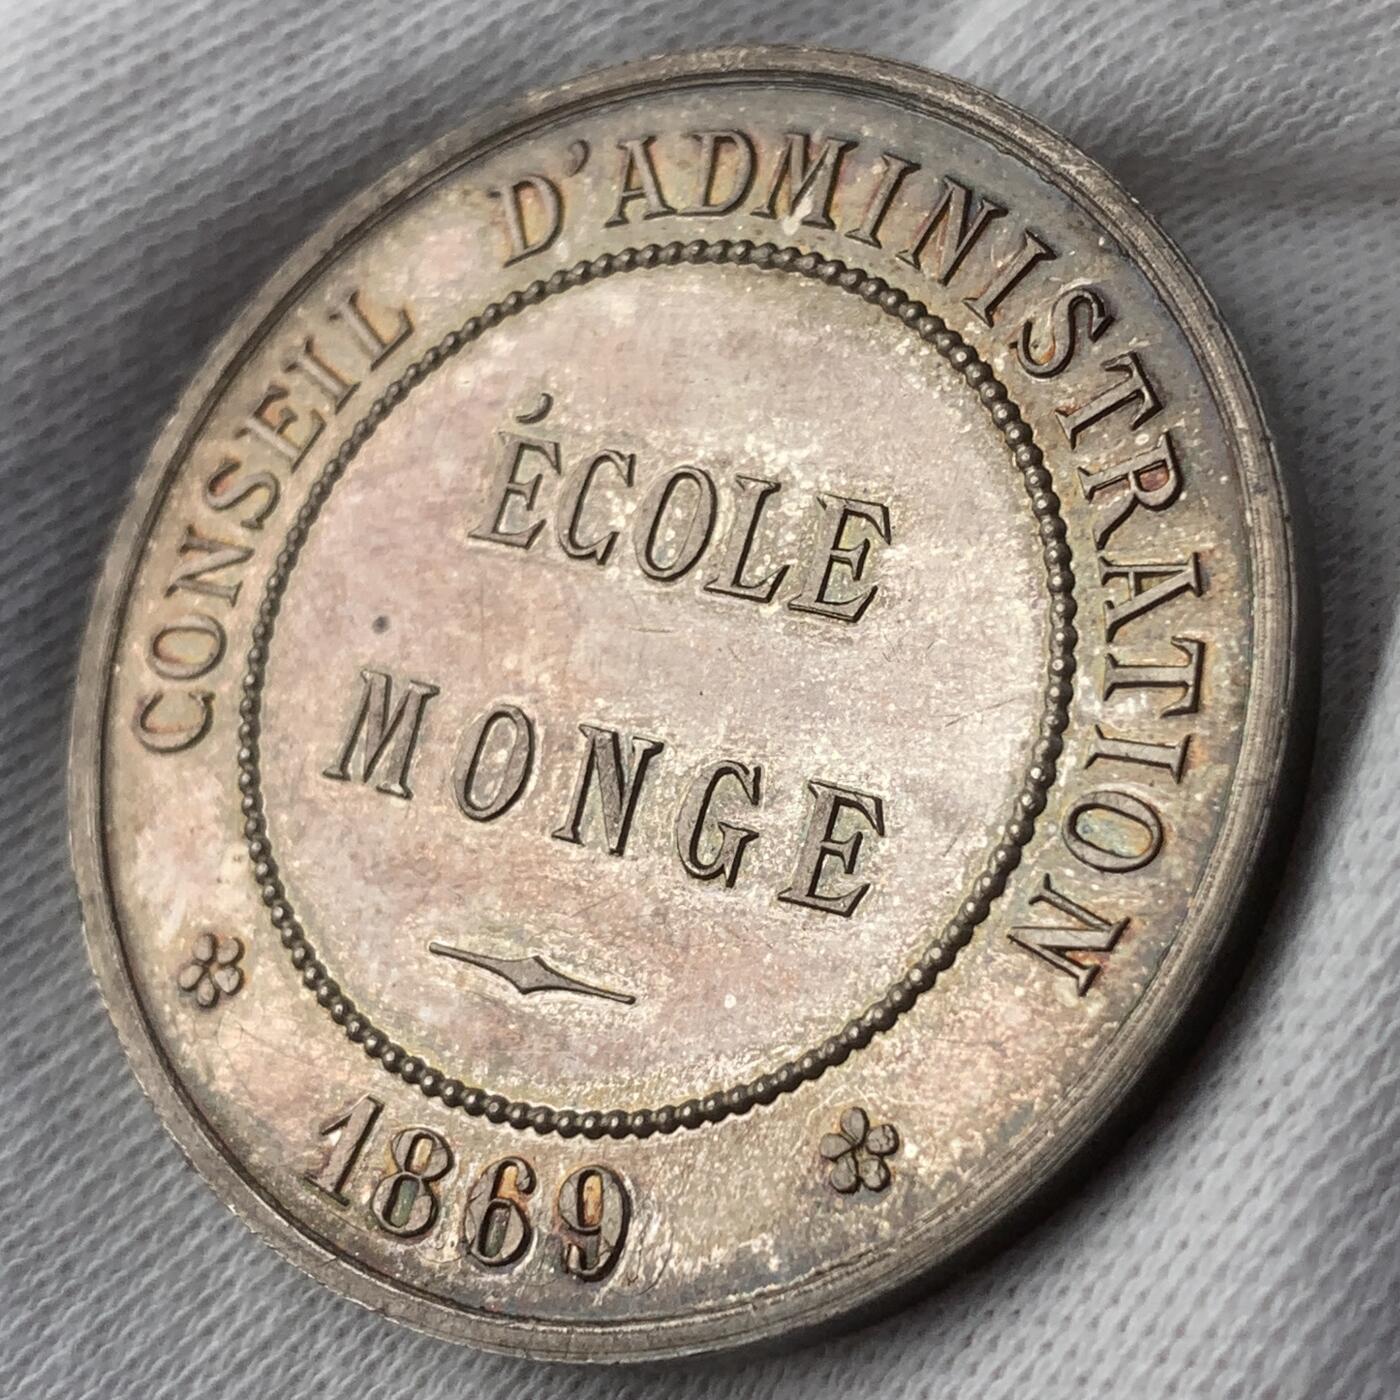 CONSEIL D'ADMINISTRATION
ÉCOLE
MONGE
1869